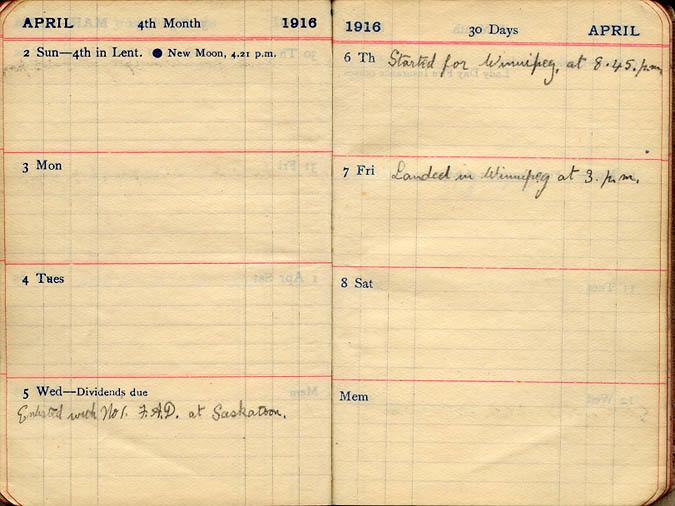 APRIL 4th Month 1916
2 Sun—4th in Lent. ● New Moon, 4.21 p.m.
3 Mon
4 Tues
5 Wed—Dividends due
Enlisted with No 1. F.A.D. at Saskatoon.
1916 30 Days APRIL
6 Th Started for Winnipeg, at 8.45. p.m
7 Fri Landed in Winnipeg at 3. p.m.
8 Sat
Mem